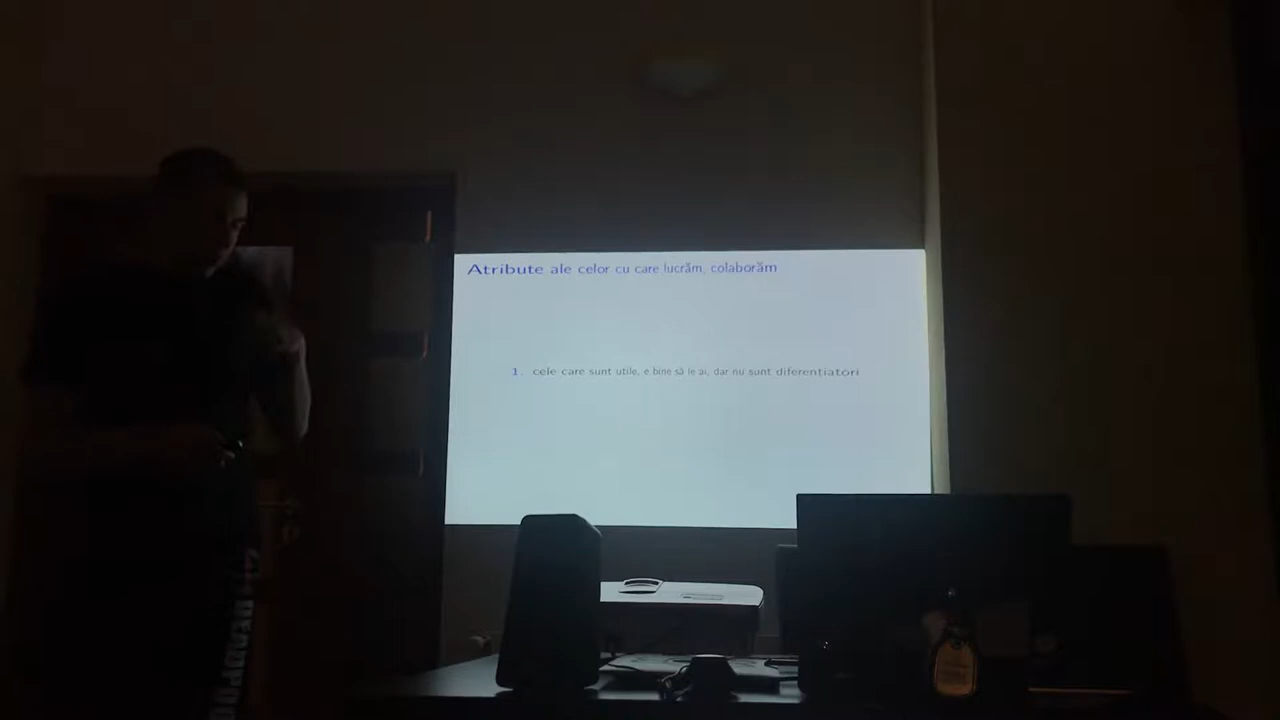 Atribute ale celor cu care lucrăm, colaborăm
1. cele care sunt utile, e bine să le ai, dar nu sunt diferentiatori